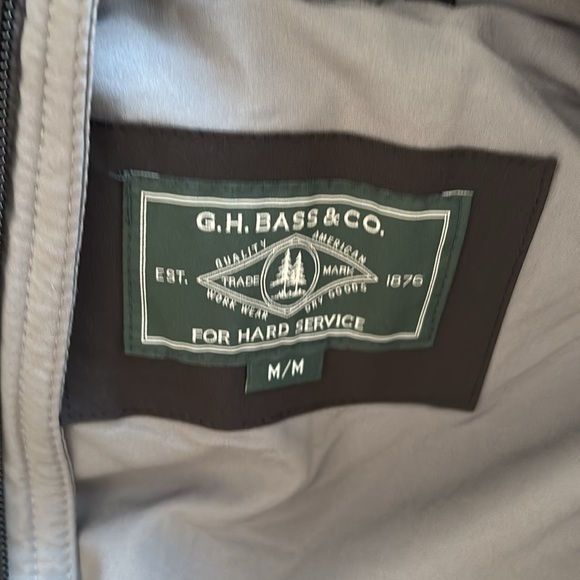 G.H. BASS & CO.
QUALITY AMERICAN
EST. TRADE MARK 1876
WORK WEAR DRY GOODS
FOR HARD SERVICE
M/M